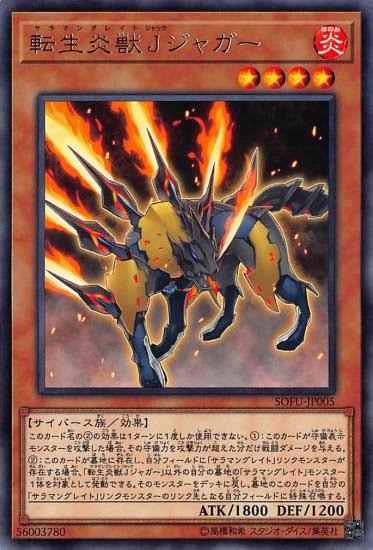 サラマングレイト ジャック
転生炎獣Jジャガー
ほのお
炎
SOFU-JP005
【サイバース族/効果】
このカード名の②の効果は1ターンに1度しか使用できない。①:このカードが守備表示
モンスターを攻撃した場合、その守備力を攻撃力が超えた分だけ戦闘ダメージを与える。
②:このカードが墓地に存在し、自分フィールドに「サラマングレイト」リンクモンスターが
存在する場合、「転生炎獣Jジャガー」以外の自分の墓地の「サラマングレイト」モンスター
1体を対象として発動できる。そのモンスターをデッキに戻し、墓地のこのカードを自分の
「サラマングレイト」リンクモンスターのリンク先となる自分フィールドに特殊召喚する。
ATK/1800 DEF/1200
56003780 ©高橋和希 スタジオ・ダイス/集英社